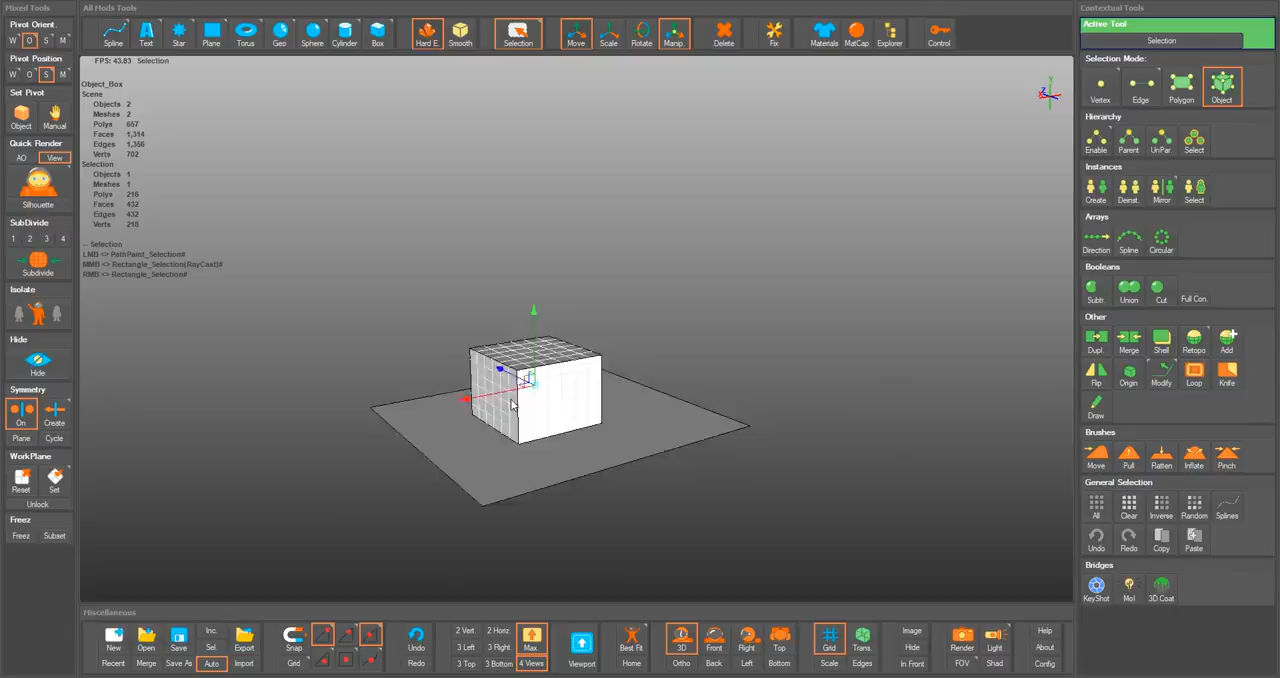 Mixed Tools
Pivot Orient.
W O S M
Pivot Position
W O S M
Set Pivot
Object Manual
Quick Render
AO View
Silhouette
SubDivide
1 2 3 4
Subdivide
Isolate
Hide
Hide
Symmetry
On Create
Plane Cycle
WorkPlane
Reset Set
Unlock
Freez
Freez Subset
All Mods Tools
Spline Text Star Plane Torus Geo Sphere Cylinder Box Hard E. Smooth Selection Move Scale Rotate Manip. Delete Fix Materials MatCap Explorer Control
FPS: 43.83 Selection
Object_Box
Scene
Objects 2
Meshes 2
Polys 657
Faces 1,314
Edges 1,356
Verts 702
Selection
Objects 1
Meshes 1
Polys 216
Faces 432
Edges 432
Verts 218
-- Selection
LMB <> PathPaint_Selection#
MMB <> Rectangle_Selection(RayCast)#
RMB <> Rectangle_Selection#
Miscellaneous
New Open Save Inc. Export
Sel.
Recent Merge Save As Auto Import
Snap
Grid
Undo
Redo
2 Vert. 2 Horiz. Max.
3 Left 3 Right
3 Top 3 Bottom 4 Views
Viewport
Best Fit
Home
3D Front Right Top
Ortho Back Left Bottom
Grid Trans.
Scale Edges
Image
Hide
In Front
Render Light
FOV Shad
Help
About
Config
Contextual Tools
Active Tool
Selection
Selection Mode:
Vertex Edge Polygon Object
Hierarchy
Enable Parent UnPar. Select
Instances
Create Deinst. Mirror Select
Arrays
Direction Spline Circular
Booleans
Subtr. Union Cut Full Con.
Other
Dupl. Merge Shell Retopo Add
Flip Origin Modify Loop Knife
Draw
Brushes
Move Pull Flatten Inflate Pinch
General Selection
All Clear Inverse Random Splines
Undo Redo Copy Paste
Bridges
KeyShot MoI 3D Coat